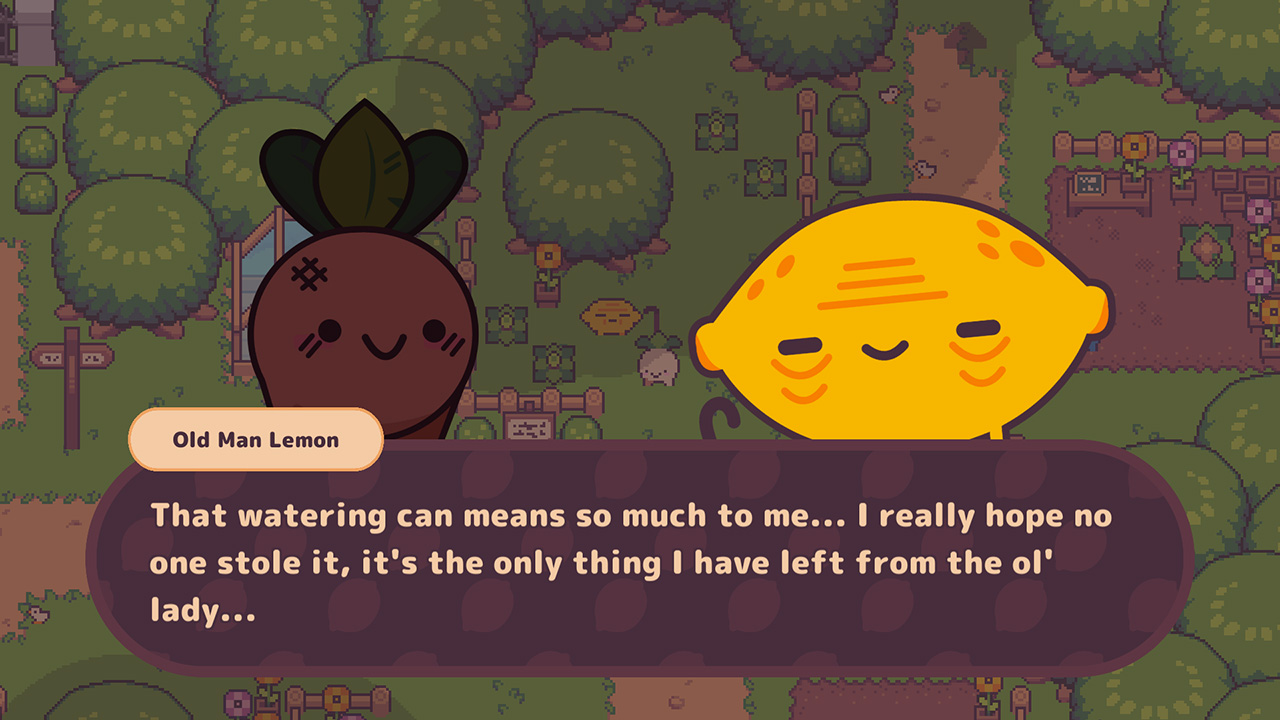 Old Man Lemon
That watering can means so much to me... I really hope no
one stole it, it's the only thing I have left from the ol'
lady...